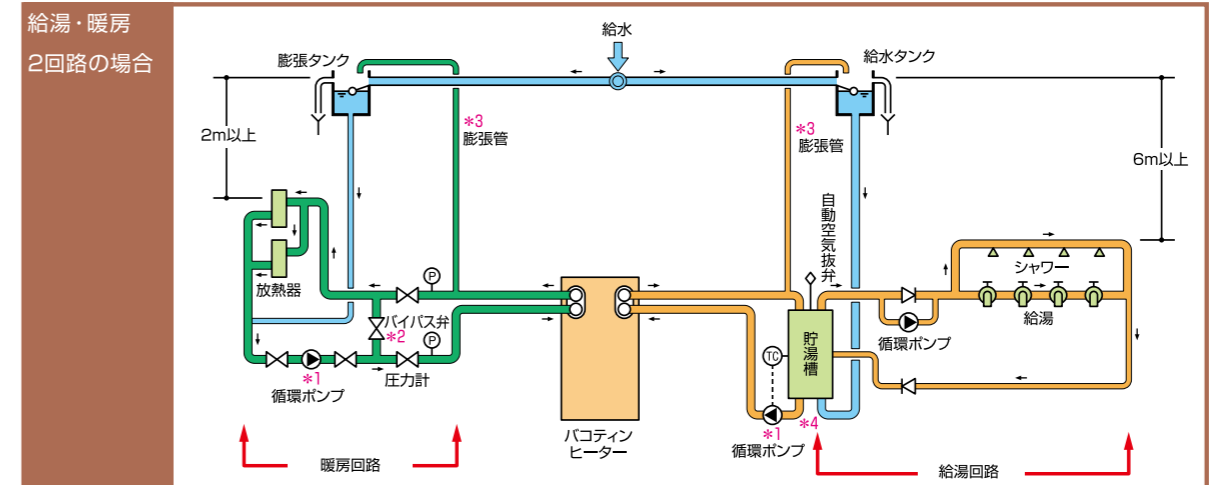 給湯・暖房
2回路の場合
給水
膨張タンク
給水タンク
2m以上
*3
膨張管
*3
膨張管
6m以上
自動空気抜弁
放熱器
P
バイパス弁
*2
P
圧力計
*1
循環ポンプ
シャワー
給湯
循環ポンプ
貯湯槽
TC
*4
*1
循環ポンプ
バコティン
ヒーター
暖房回路
給湯回路